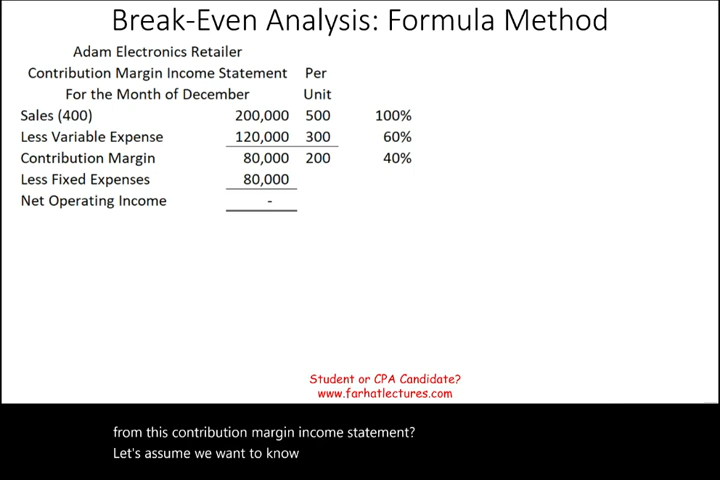 Break-Even Analysis: Formula Method
Adam Electronics Retailer
Contribution Margin Income Statement Per
For the Month of December Unit
Sales (400) 200,000 500 100%
Less Variable Expense 120,000 300 60%
Contribution Margin 80,000 200 40%
Less Fixed Expenses 80,000
Net Operating Income -
Student or CPA Candidate?
www.farhatlectures.com
from this contribution margin income statement?
Let's assume we want to know